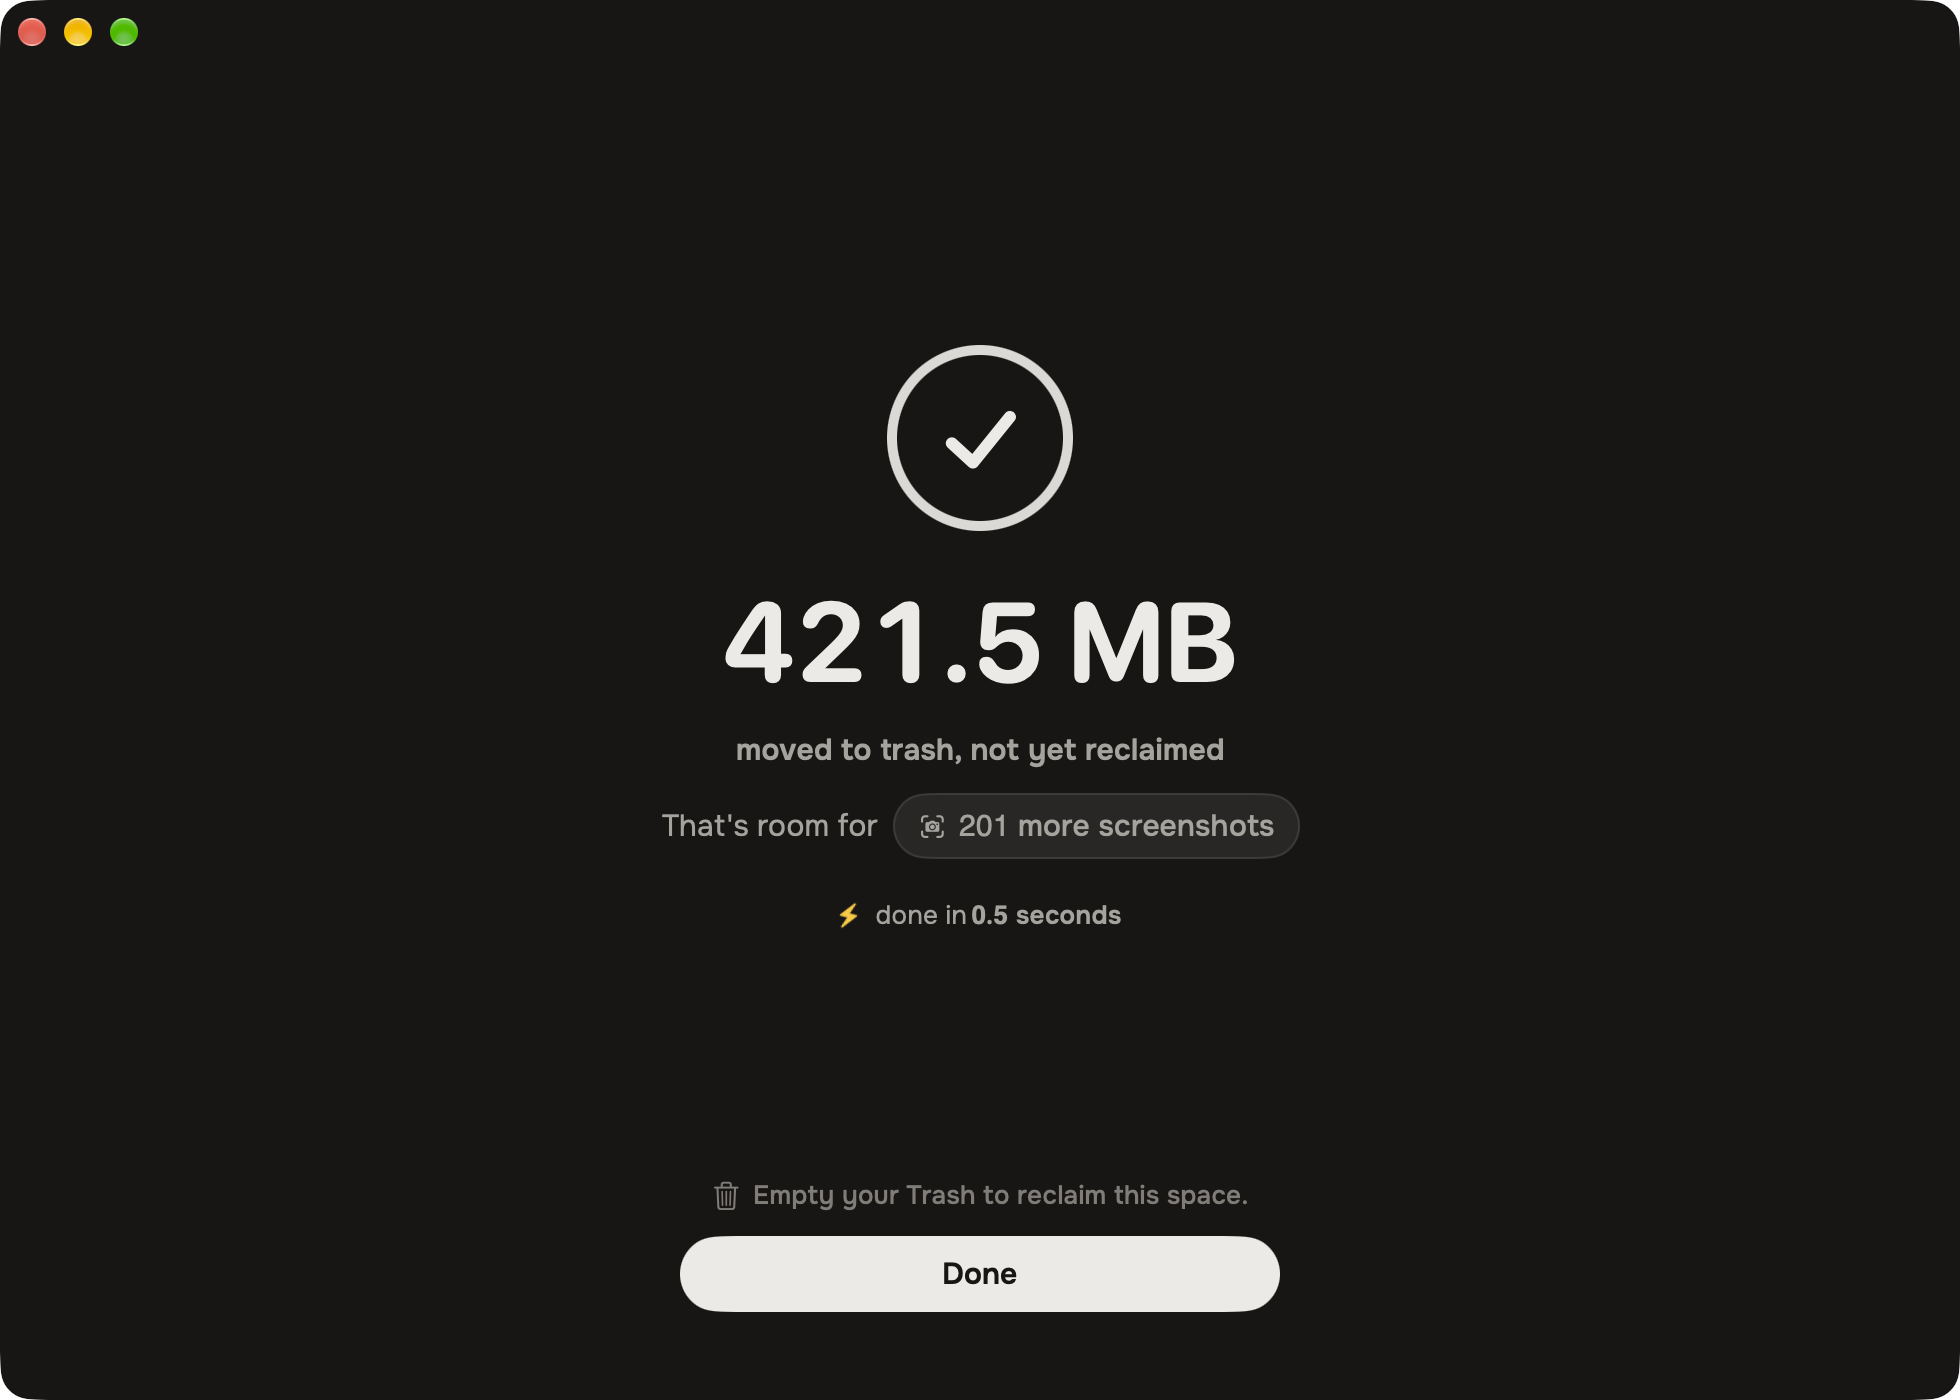 421.5 MB
moved to trash, not yet reclaimed
That's room for 201 more screenshots
⚡ done in 0.5 seconds
Empty your Trash to reclaim this space.
Done